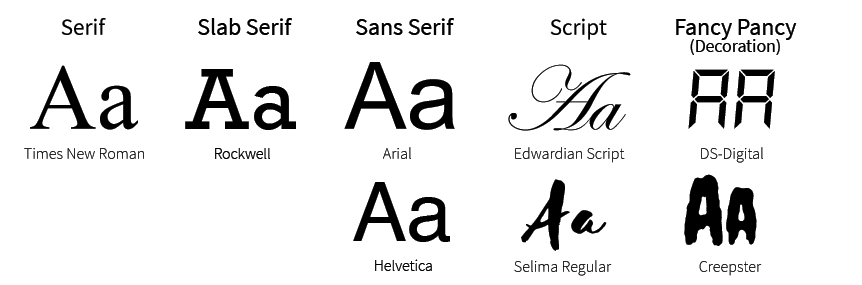 Serif Slab Serif Sans Serif Script Fancy Pancy
(Decoration)
Aa Aa Aa Aa AA
Times New Roman Rockwell Arial Edwardian Script DS-Digital
Aa Aa Aa
Helvetica Selima Regular Creepster